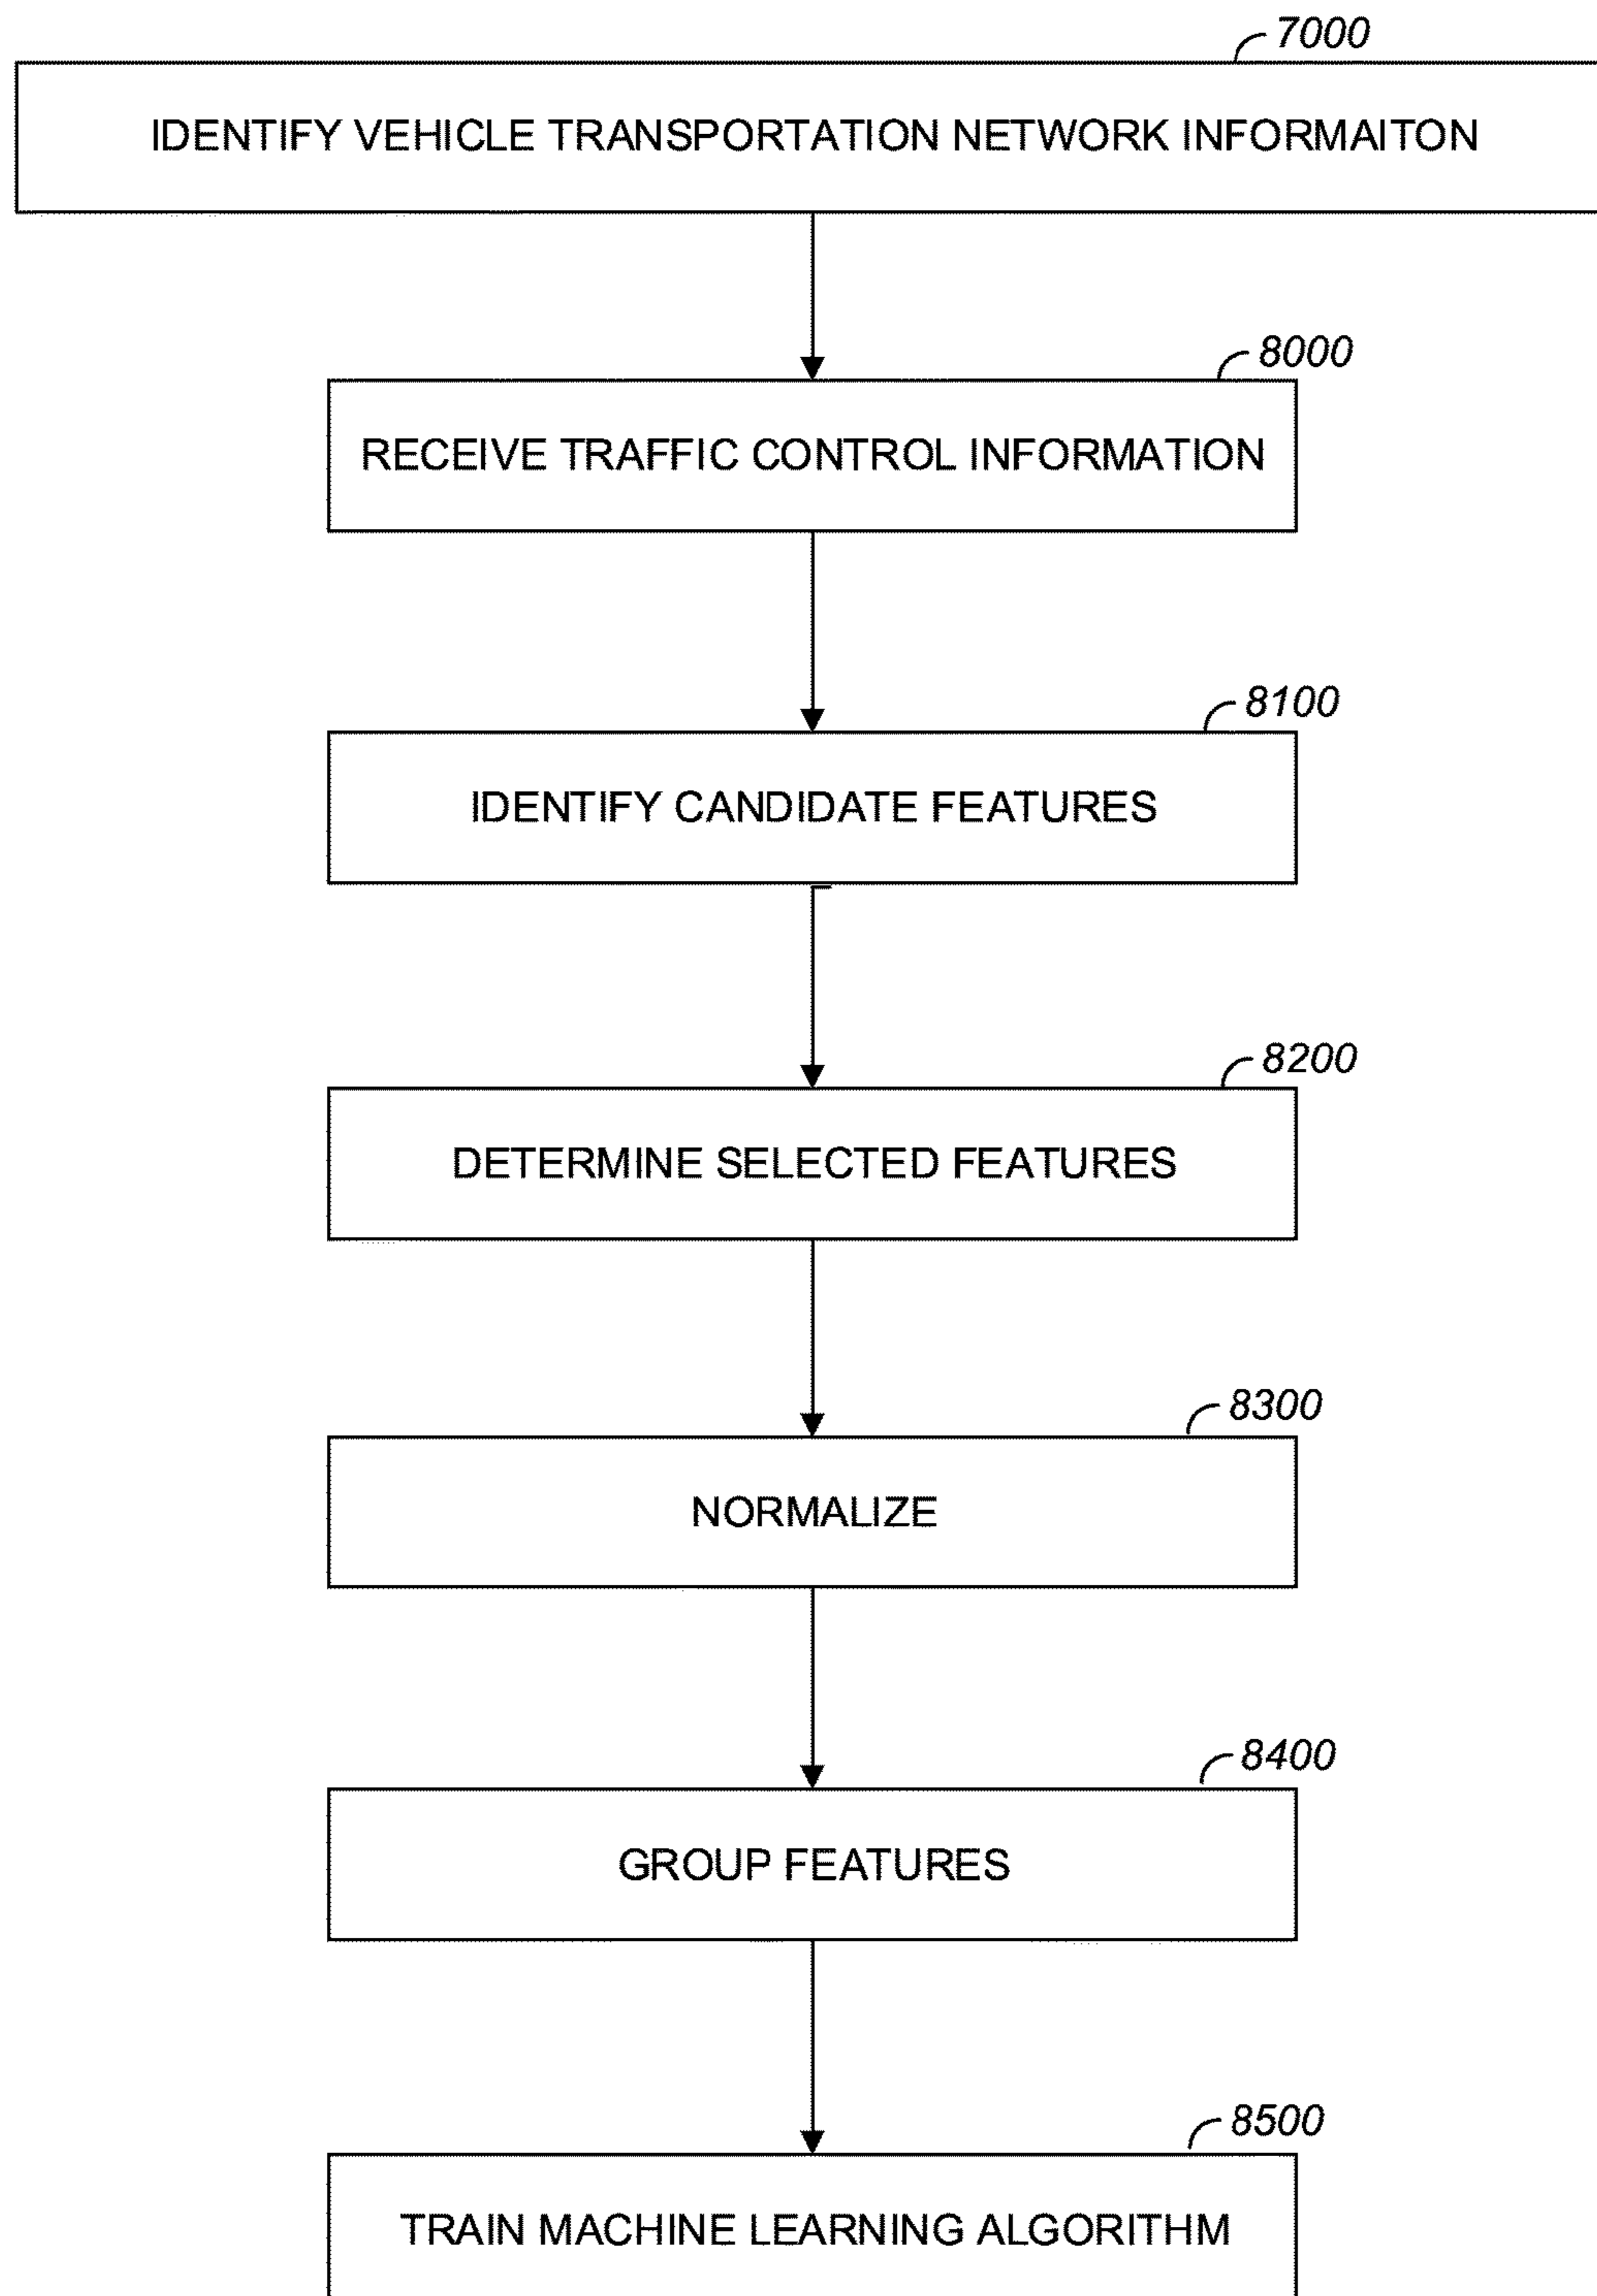 7000
IDENTIFY VEHICLE TRANSPORTATION NETWORK INFORMAITON
8000
RECEIVE TRAFFIC CONTROL INFORMATION
8100
IDENTIFY CANDIDATE FEATURES
8200
DETERMINE SELECTED FEATURES
8300
NORMALIZE
8400
GROUP FEATURES
8500
TRAIN MACHINE LEARNING ALGORITHM